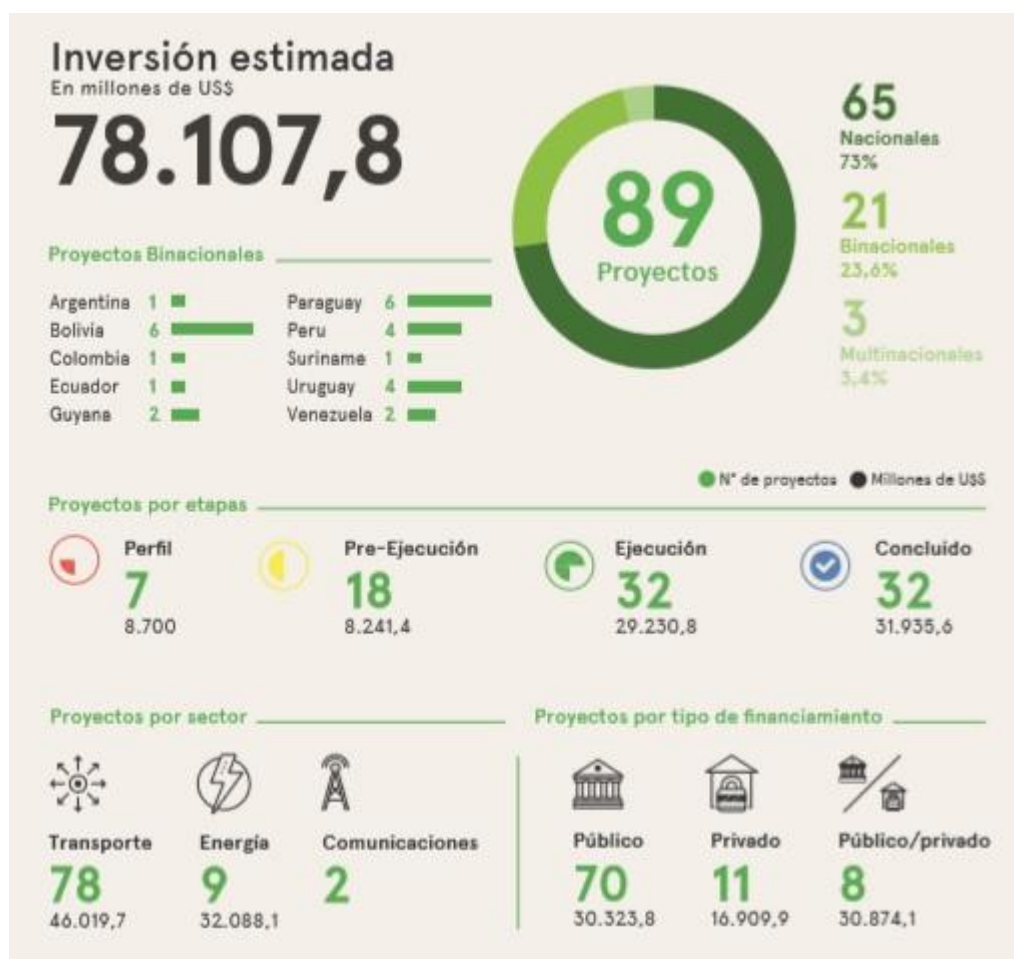 Inversión estimada
En millones de US$
78.107,8
89
Proyectos
65
Nacionales
73%
21
Binacionales
23,6%
3
Multinacionales
3,4%
Proyectos Binacionales
Argentina 1
Bolivia 6
Colombia 1
Ecuador 1
Guyana 2
Paraguay 6
Peru 4
Suriname 1
Uruguay 4
Venezuela 2
N° de proyectos Millones de U$S
Proyectos por etapas
Perfil
7
8.700
Pre-Ejecución
18
8.241,4
Ejecución
32
29.230,8
Concluido
32
31.935,6
Proyectos por sector
Transporte
78
46.019,7
Energía
9
32.088,1
Comunicaciones
2
Proyectos por tipo de financiamiento
Público
70
30.323,8
Privado
11
16.909,9
Público/privado
8
30.874,1